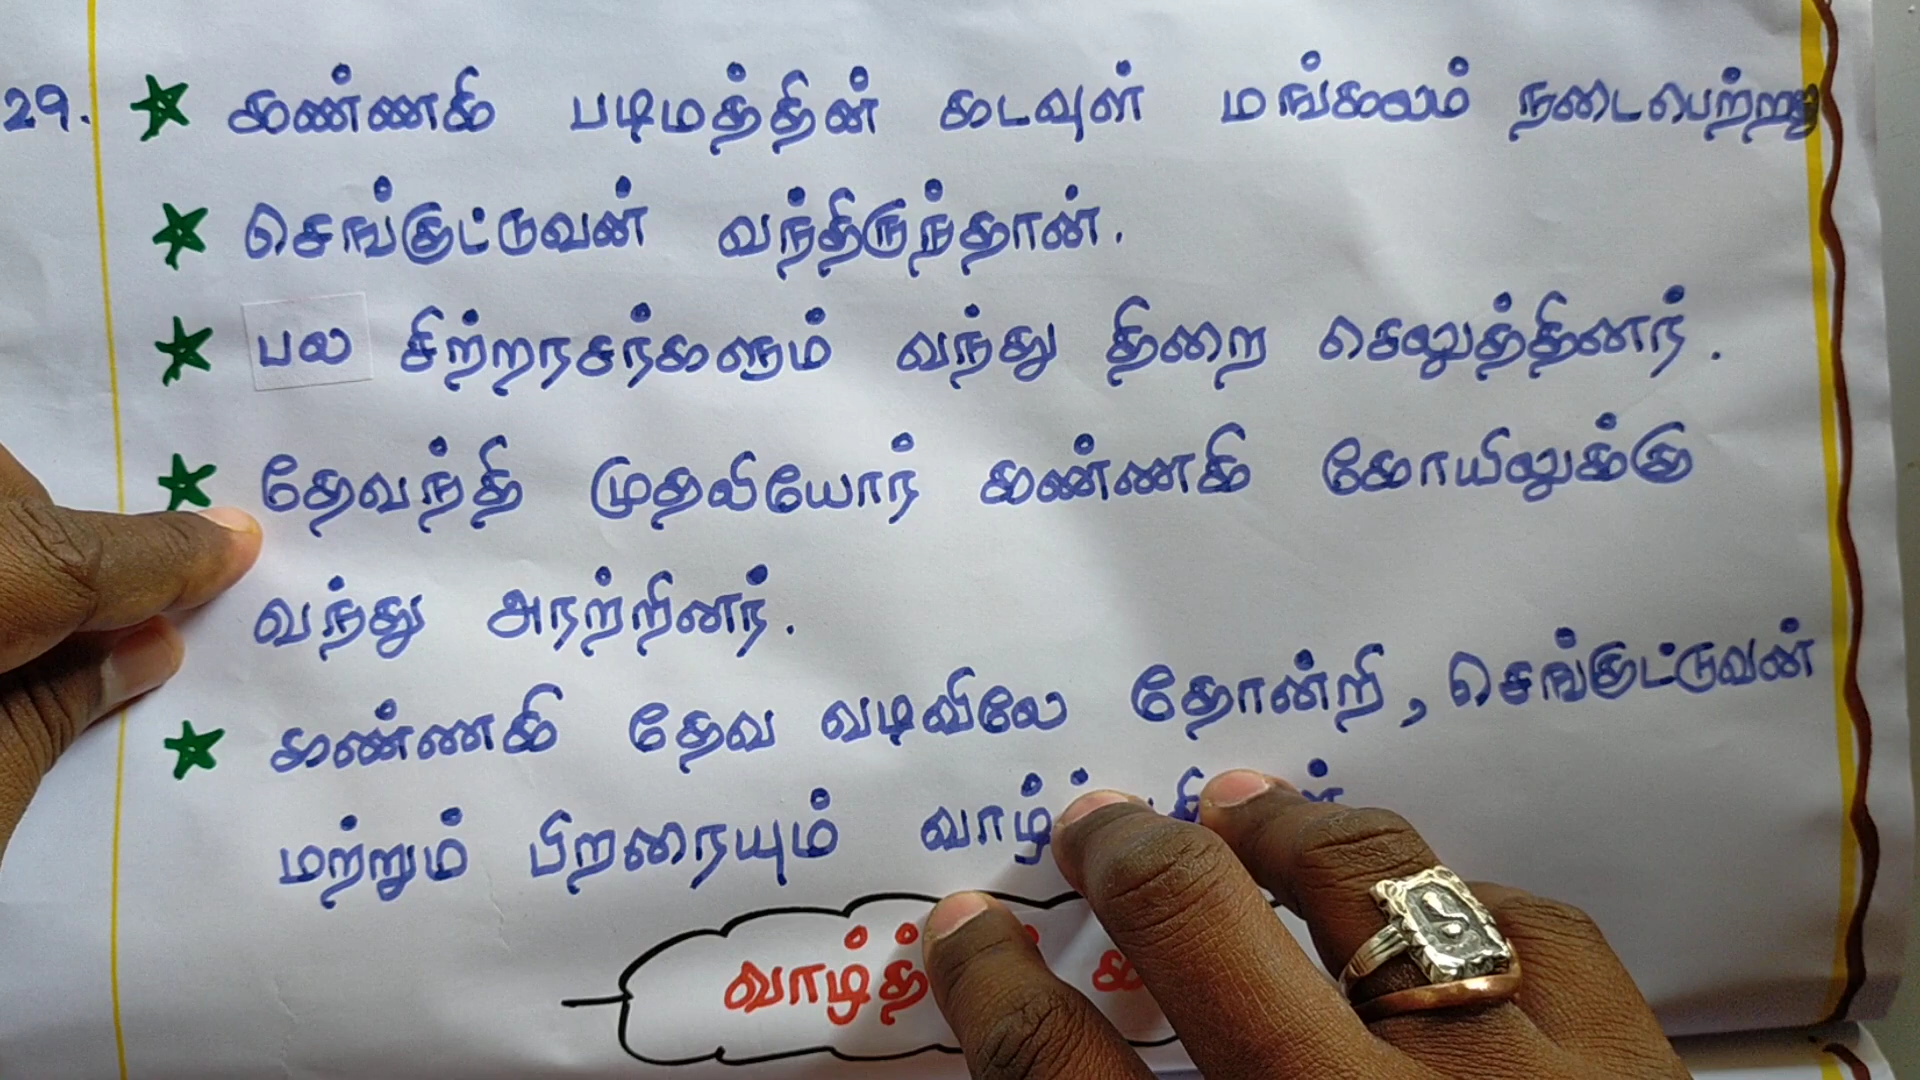 29. ★ கண்ணகி படிமத்தின் கடவுள் மங்கலம் நடைபெற்றது
★ செங்குட்டுவன் வந்திருந்தான்.
★ பல சிற்றரசர்களும் வந்து திறை செலுத்தினர்.
★ தேவந்தி முதலியோர் கண்ணகி கோயிலுக்கு
வந்து அரற்றினர்.
★ கண்ணகி தேவ வடிவிலே தோன்றி, செங்குட்டுவன்
மற்றும் பிறரையும்